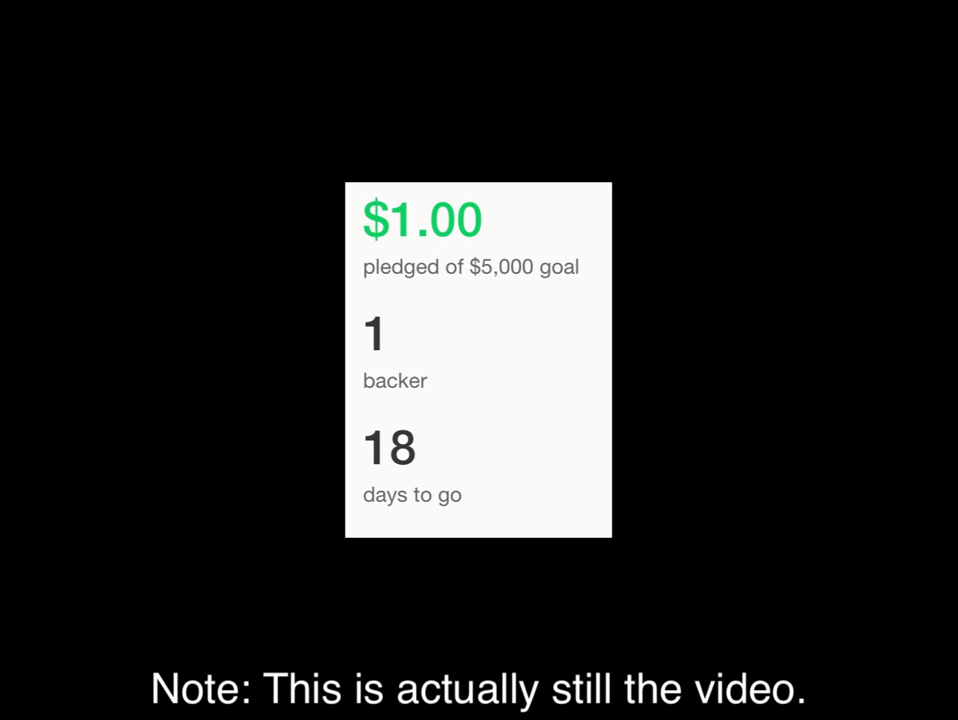 $1.00
pledged of $5,000 goal
1
backer
18
days to go
Note: This is actually still the video.